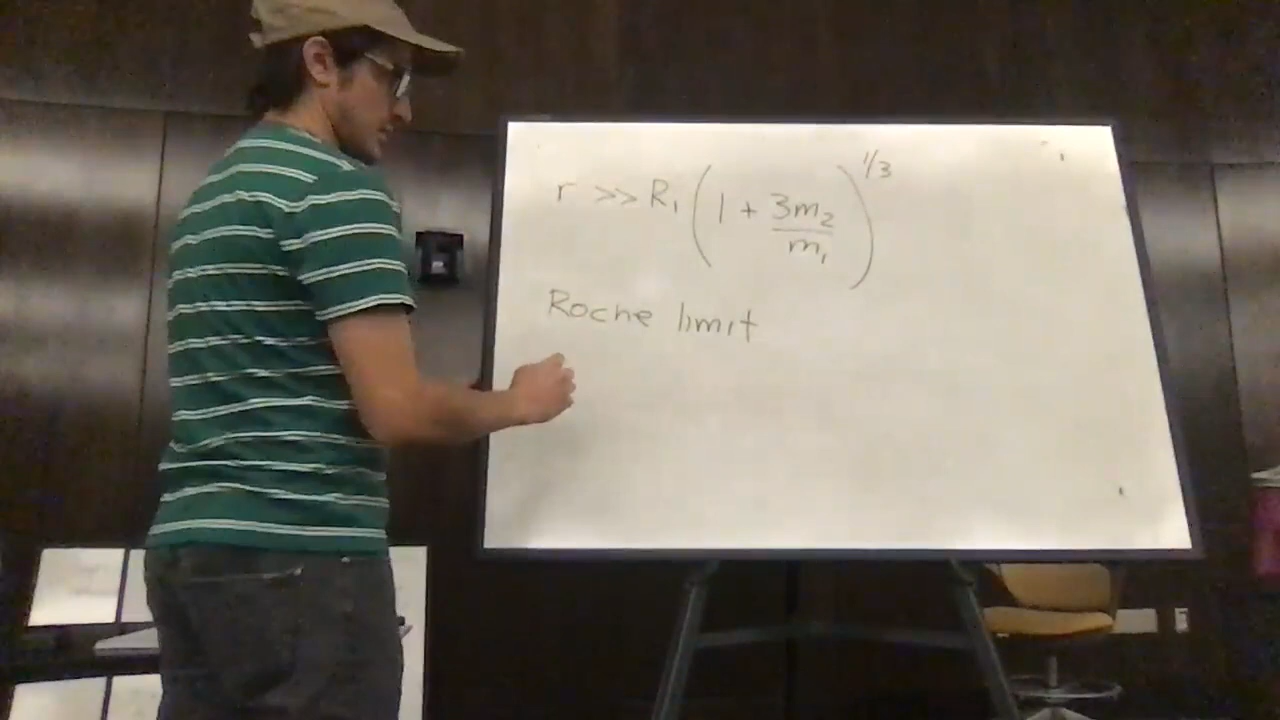 r >> R₁ (1 + 3m₂/m₁)^1/3
Roche limit